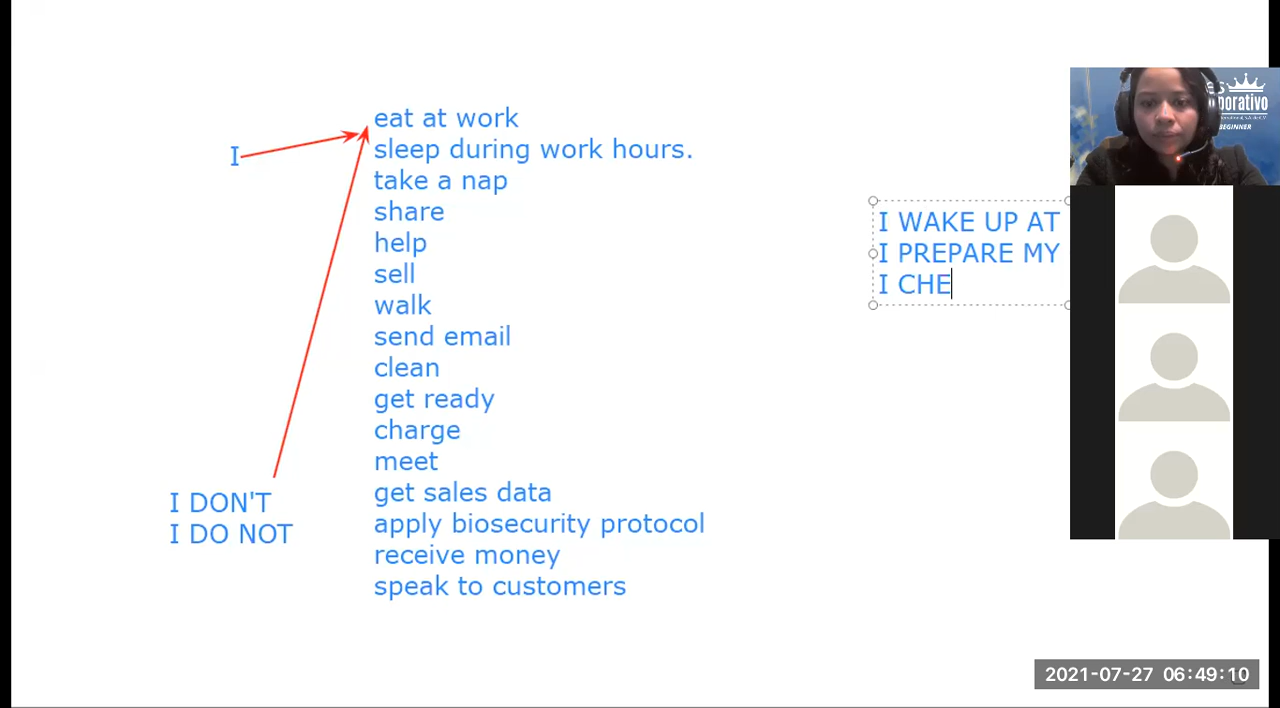 eat at work
I
sleep during work hours.
take a nap
share
help
sell
walk
send email
clean
get ready
charge
meet
get sales data
apply biosecurity protocol
receive money
speak to customers
I DON'T
I DO NOT
I WAKE UP AT
I PREPARE MY
I CHE
porativo
BEGINNER
2021-07-27 06:49:10